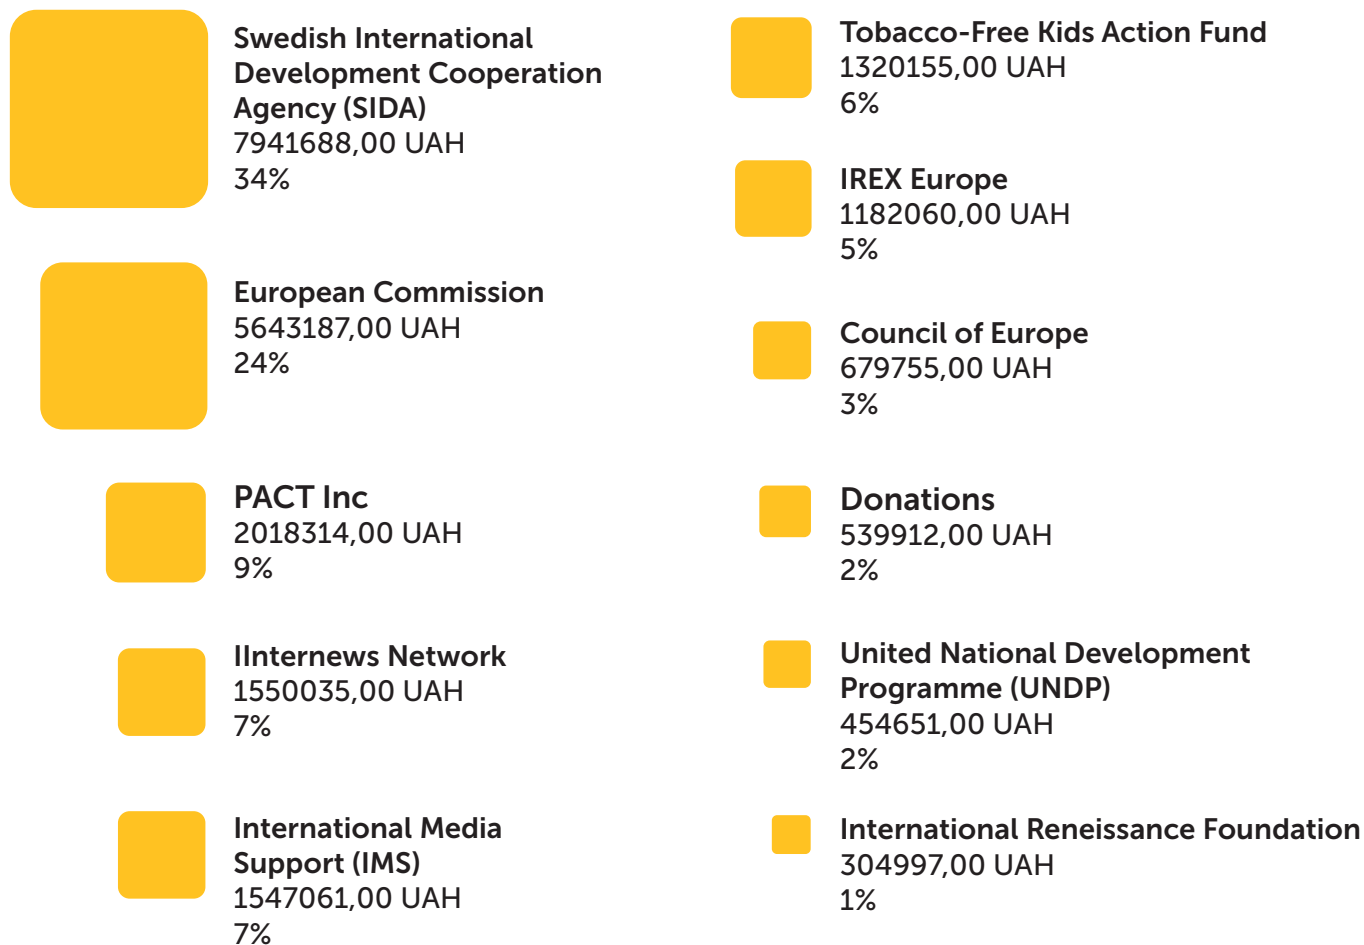 Swedish International
Development Cooperation
Agency (SIDA)
7941688,00 UAH
34%
European Commission
5643187,00 UAH
24%
PACT Inc
2018314,00 UAH
9%
IInternews Network
1550035,00 UAH
7%
International Media
Support (IMS)
1547061,00 UAH
7%
Tobacco-Free Kids Action Fund
1320155,00 UAH
6%
IREX Europe
1182060,00 UAH
5%
Council of Europe
679755,00 UAH
3%
Donations
539912,00 UAH
2%
United National Development
Programme (UNDP)
454651,00 UAH
2%
International Reneissance Foundation
304997,00 UAH
1%